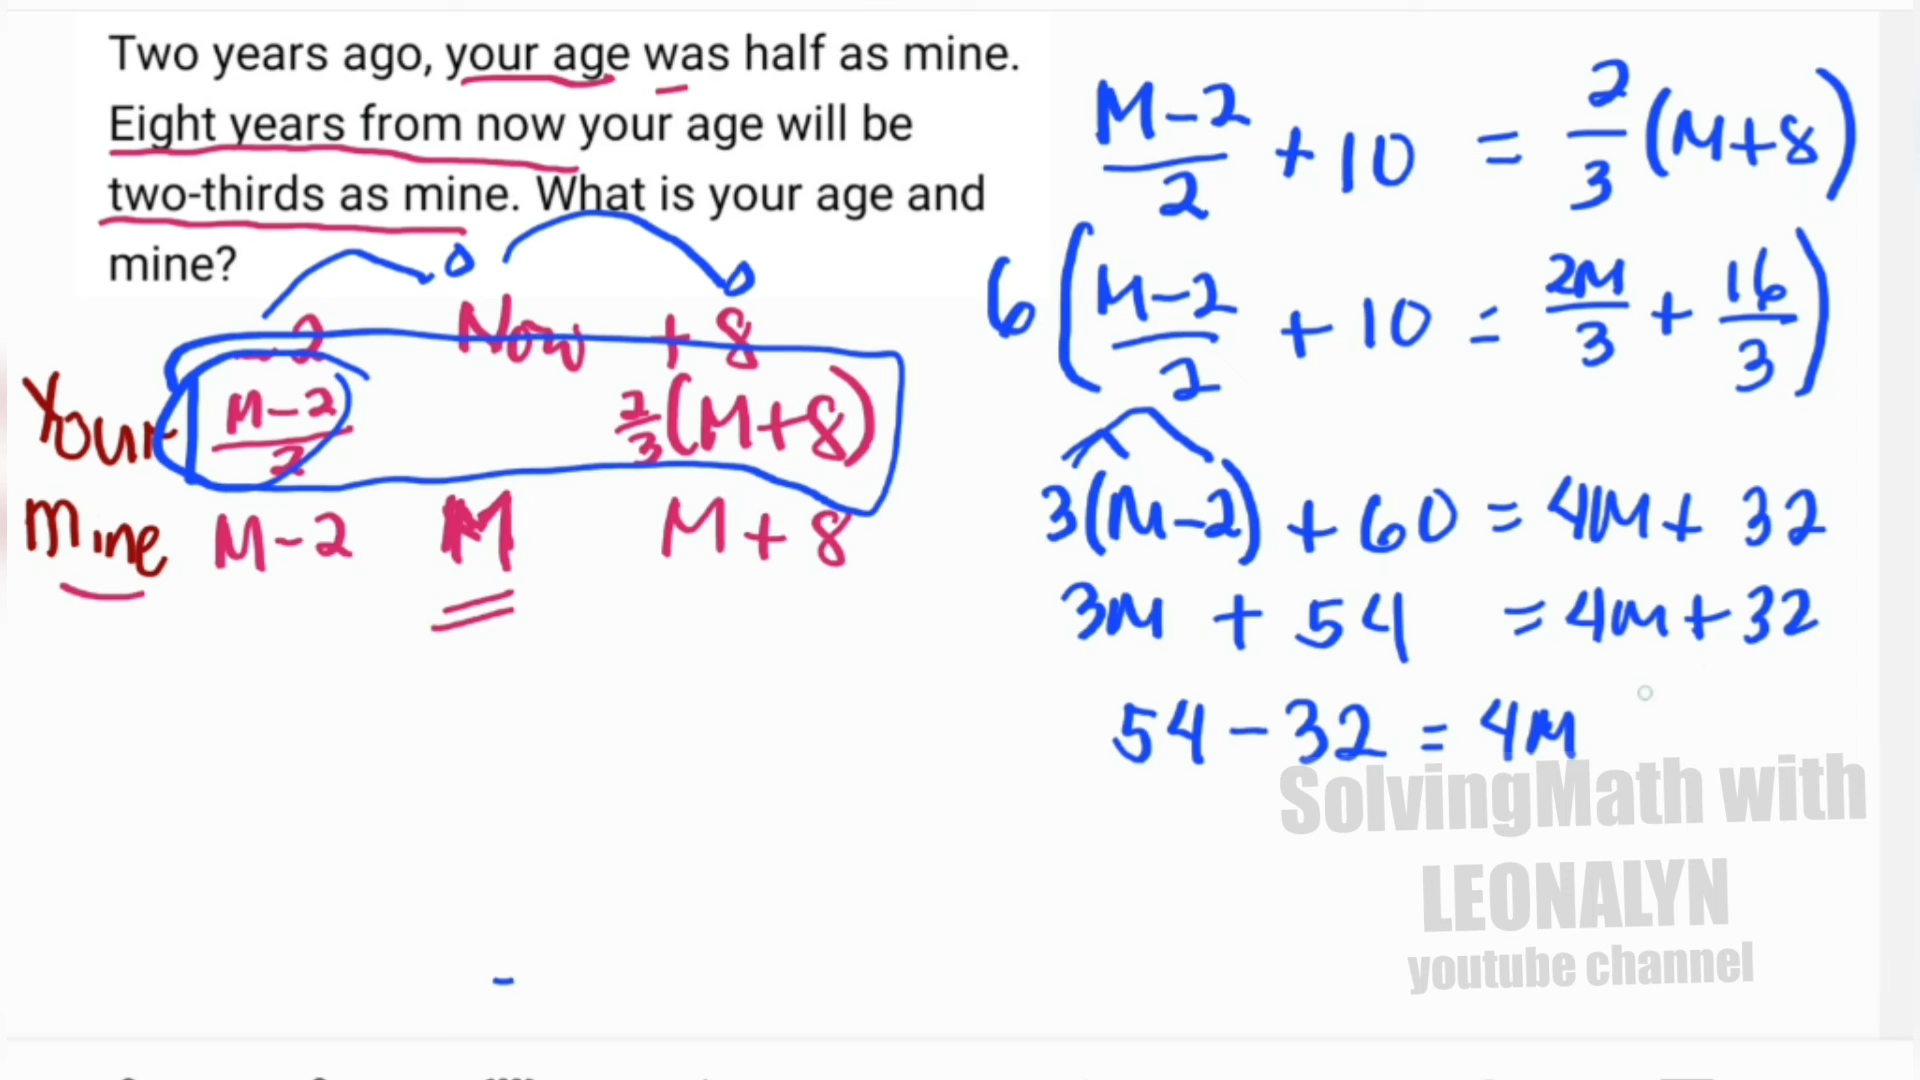 Two years ago, your age was half as mine.
Eight years from now your age will be
two-thirds as mine. What is your age and
mine?
-2 Now +8
Your M-2/2 2/3(M+8)
Mine M-2 M M+8
M-2/2 + 10 = 2/3(M+8)
6(M-2/2 + 10 = 2M/3 + 16/3)
3(M-2) + 60 = 4M + 32
3M + 54 = 4M + 32
54 - 32 = 4M
SolvingMath with
LEONALYN
youtube channel